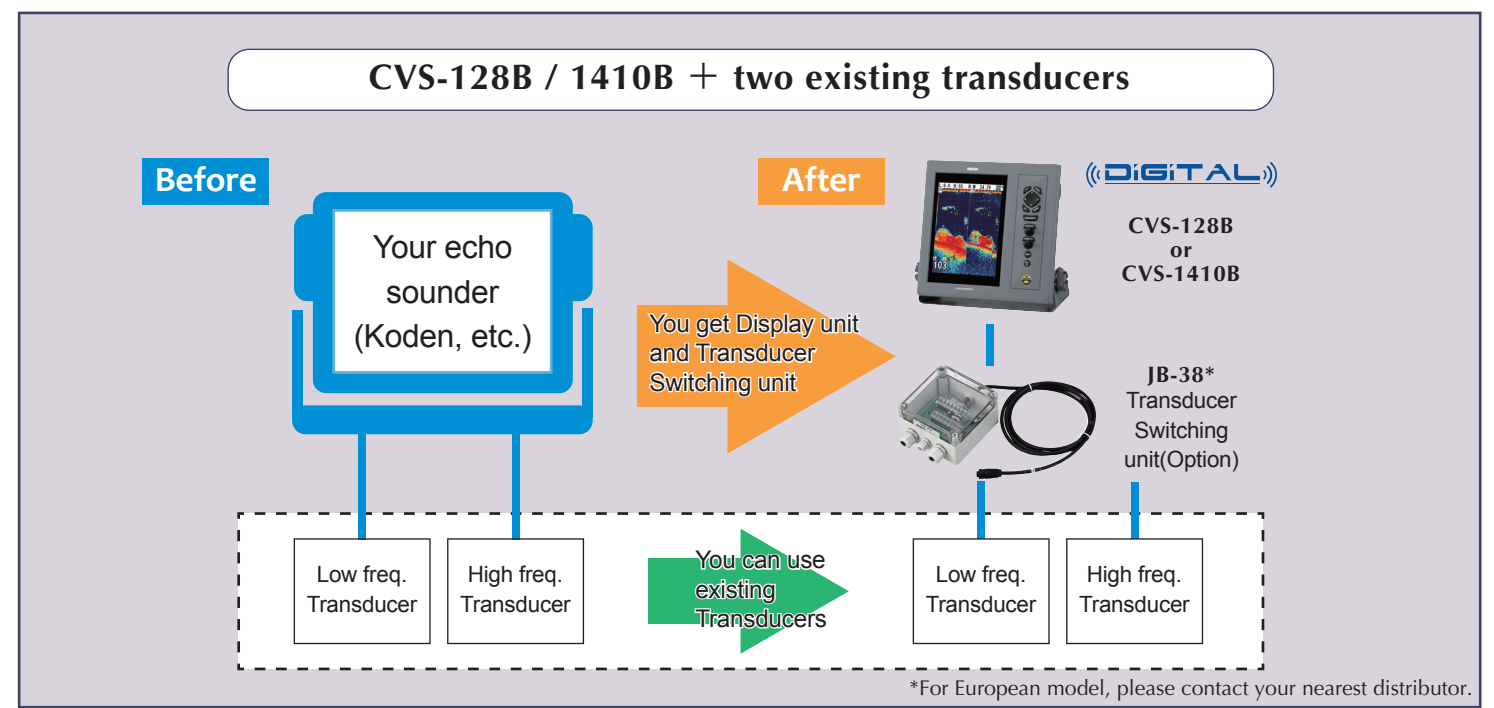 CVS-128B / 1410B + two existing transducers
Before
Your echo
sounder
(Koden, etc.)
You get Display unit
and Transducer
Switching unit
After
DiGiTAL
CVS-128B
or
CVS-1410B
103
JB-38*
Transducer
Switching
unit(Option)
Low freq.
Transducer
High freq.
Transducer
You can use
existing
Transducers
Low freq.
Transducer
High freq.
Transducer
*For European model, please contact your nearest distributor.